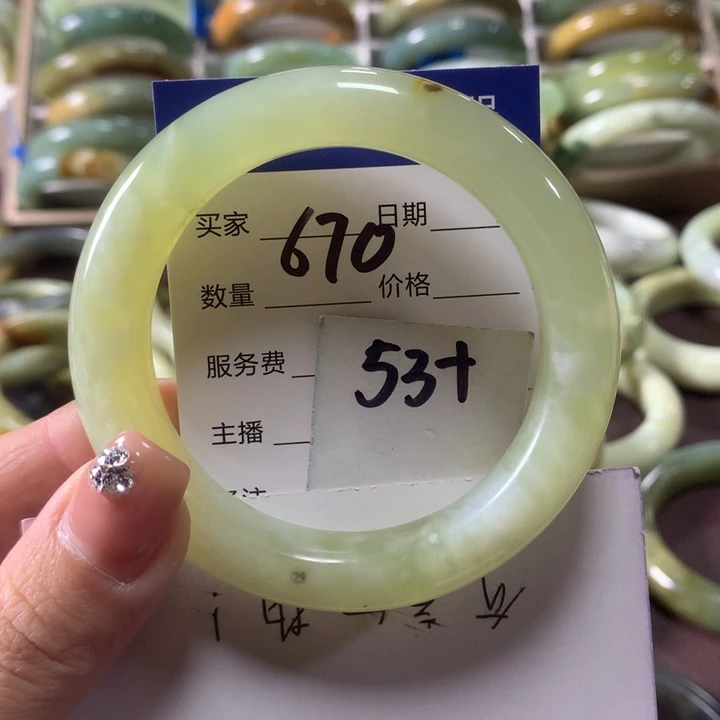 买家 670 日期
数量 价格
服务费 53+
主播